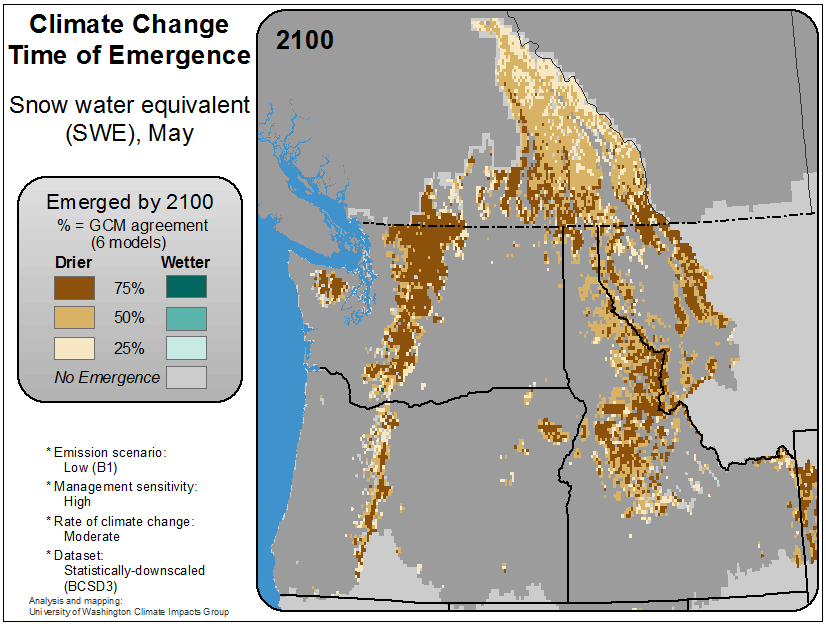 Climate Change
Time of Emergence
Snow water equivalent
(SWE), May
Emerged by 2100
% = GCM agreement
(6 models)
Drier Wetter
75%
50%
25%
No Emergence
* Emission scenario:
Low (B1)
* Management sensitivity:
High
* Rate of climate change:
Moderate
* Dataset:
Statistically-downscaled
(BCSD3)
Analysis and mapping:
University of Washington Climate Impacts Group
2100